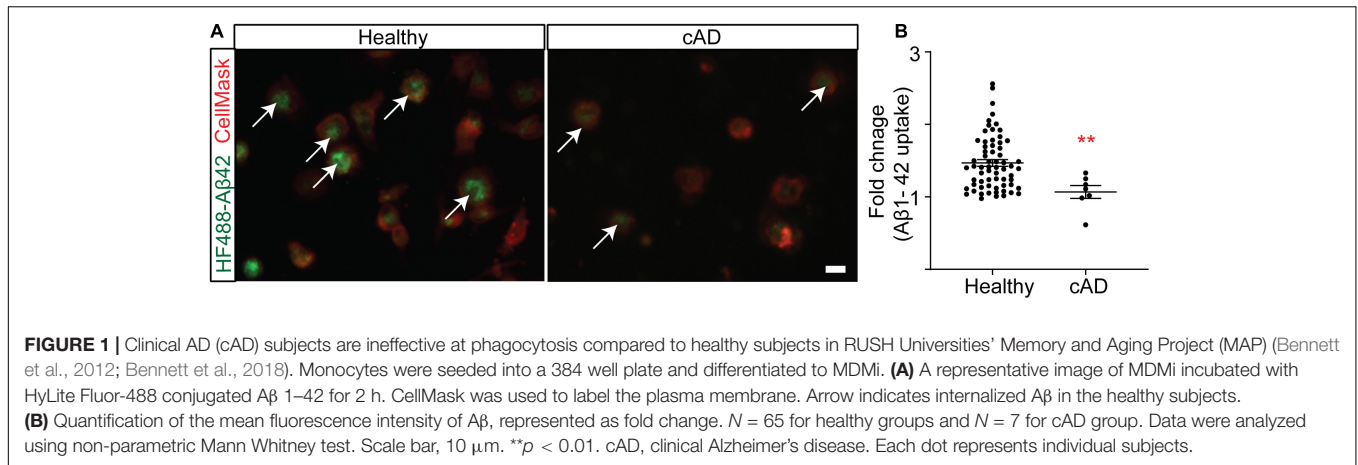 A
Healthy
cAD
HF488-Aβ42 CellMask
B
3
1
Fold chnage
(Aβ1- 42 uptake)
**
Healthy
cAD
FIGURE 1 | Clinical AD (cAD) subjects are ineffective at phagocytosis compared to healthy subjects in RUSH Universities' Memory and Aging Project (MAP) (Bennett
et al., 2012; Bennett et al., 2018). Monocytes were seeded into a 384 well plate and differentiated to MDMi. (A) A representative image of MDMi incubated with
HyLite Fluor-488 conjugated Aβ 1–42 for 2 h. CellMask was used to label the plasma membrane. Arrow indicates internalized Aβ in the healthy subjects.
(B) Quantification of the mean fluorescence intensity of Aβ, represented as fold change. N = 65 for healthy groups and N = 7 for cAD group. Data were analyzed
using non-parametric Mann Whitney test. Scale bar, 10 μm. **p < 0.01. cAD, clinical Alzheimer's disease. Each dot represents individual subjects.